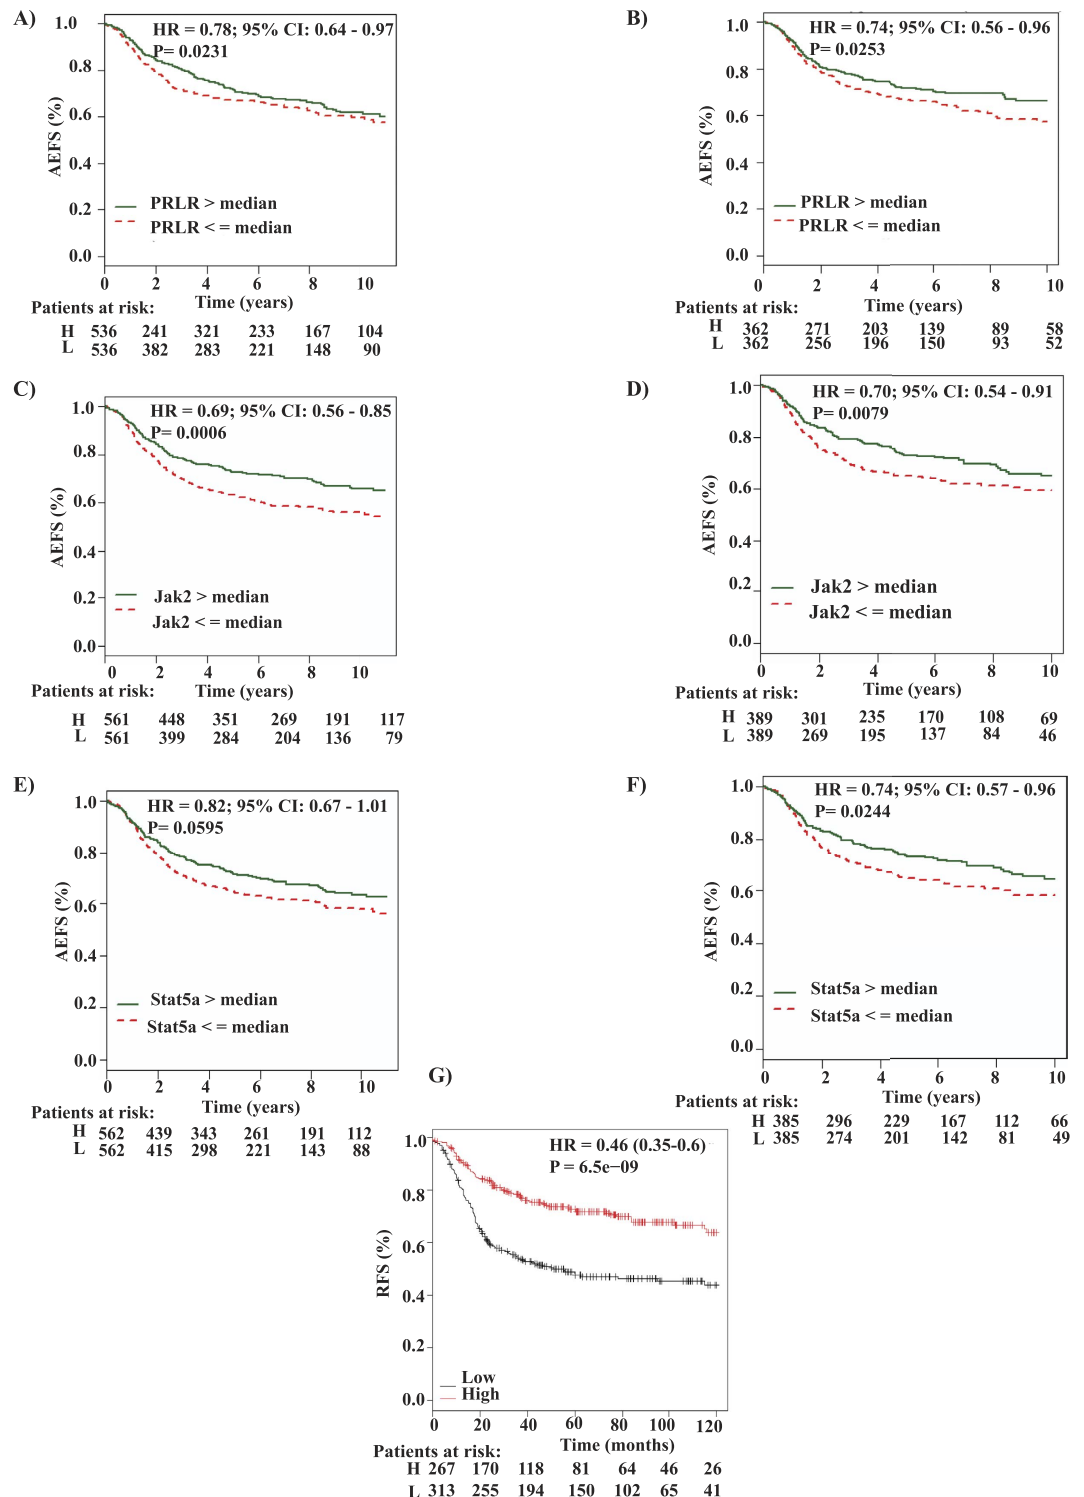 A)
HR = 0.78; 95% CI: 0.64 - 0.97
P= 0.0231
AEFS (%)
1.0
0.8
0.6
0.4
0.2
0.0
PRLR > median
PRLR < = median
0 2 4 6 8 10
Time (years)
Patients at risk:
H 536 241 321 233 167 104
L 536 382 283 221 148 90
B)
HR = 0.74; 95% CI: 0.56 - 0.96
P= 0.0253
AEFS (%)
1.0
0.8
0.6
0.4
0.2
0.0
PRLR > median
PRLR < = median
0 2 4 6 8 10
Time (years)
Patients at risk:
H 362 271 203 139 89 58
L 362 256 196 150 93 52
C)
HR = 0.69; 95% CI: 0.56 - 0.85
P= 0.0006
AEFS (%)
1.0
0.8
0.6
0.4
0.2
0.0
Jak2 > median
Jak2 < = median
0 2 4 6 8 10
Time (years)
Patients at risk:
H 561 448 351 269 191 117
L 561 399 284 204 136 79
D)
HR = 0.70; 95% CI: 0.54 - 0.91
P= 0.0079
AEFS (%)
1.0
0.8
0.6
0.4
0.2
0.0
Jak2 > median
Jak2 < = median
0 2 4 6 8 10
Time (years)
Patients at risk:
H 389 301 235 170 108 69
L 389 269 195 137 84 46
E)
HR = 0.82; 95% CI: 0.67 - 1.01
P= 0.0595
AEFS (%)
1.0
0.8
0.6
0.4
0.2
0.0
Stat5a > median
Stat5a < = median
0 2 4 6 8 10
Time (years)
Patients at risk:
H 562 439 343 261 191 112
L 562 415 298 221 143 88
F)
HR = 0.74; 95% CI: 0.57 - 0.96
P= 0.0244
AEFS (%)
1.0
0.8
0.6
0.4
0.2
0.0
Stat5a > median
Stat5a < = median
0 2 4 6 8 10
Time (years)
Patients at risk:
H 385 296 229 167 112 66
L 385 274 201 142 81 49
G)
HR = 0.46 (0.35-0.6)
P = 6.5e−09
RFS (%)
1.0
0.8
0.6
0.4
0.2
0.0
Low
High
0 20 40 60 80 100 120
Time (months)
Patients at risk:
H 267 170 118 81 64 46 26
L 313 255 194 150 102 65 41